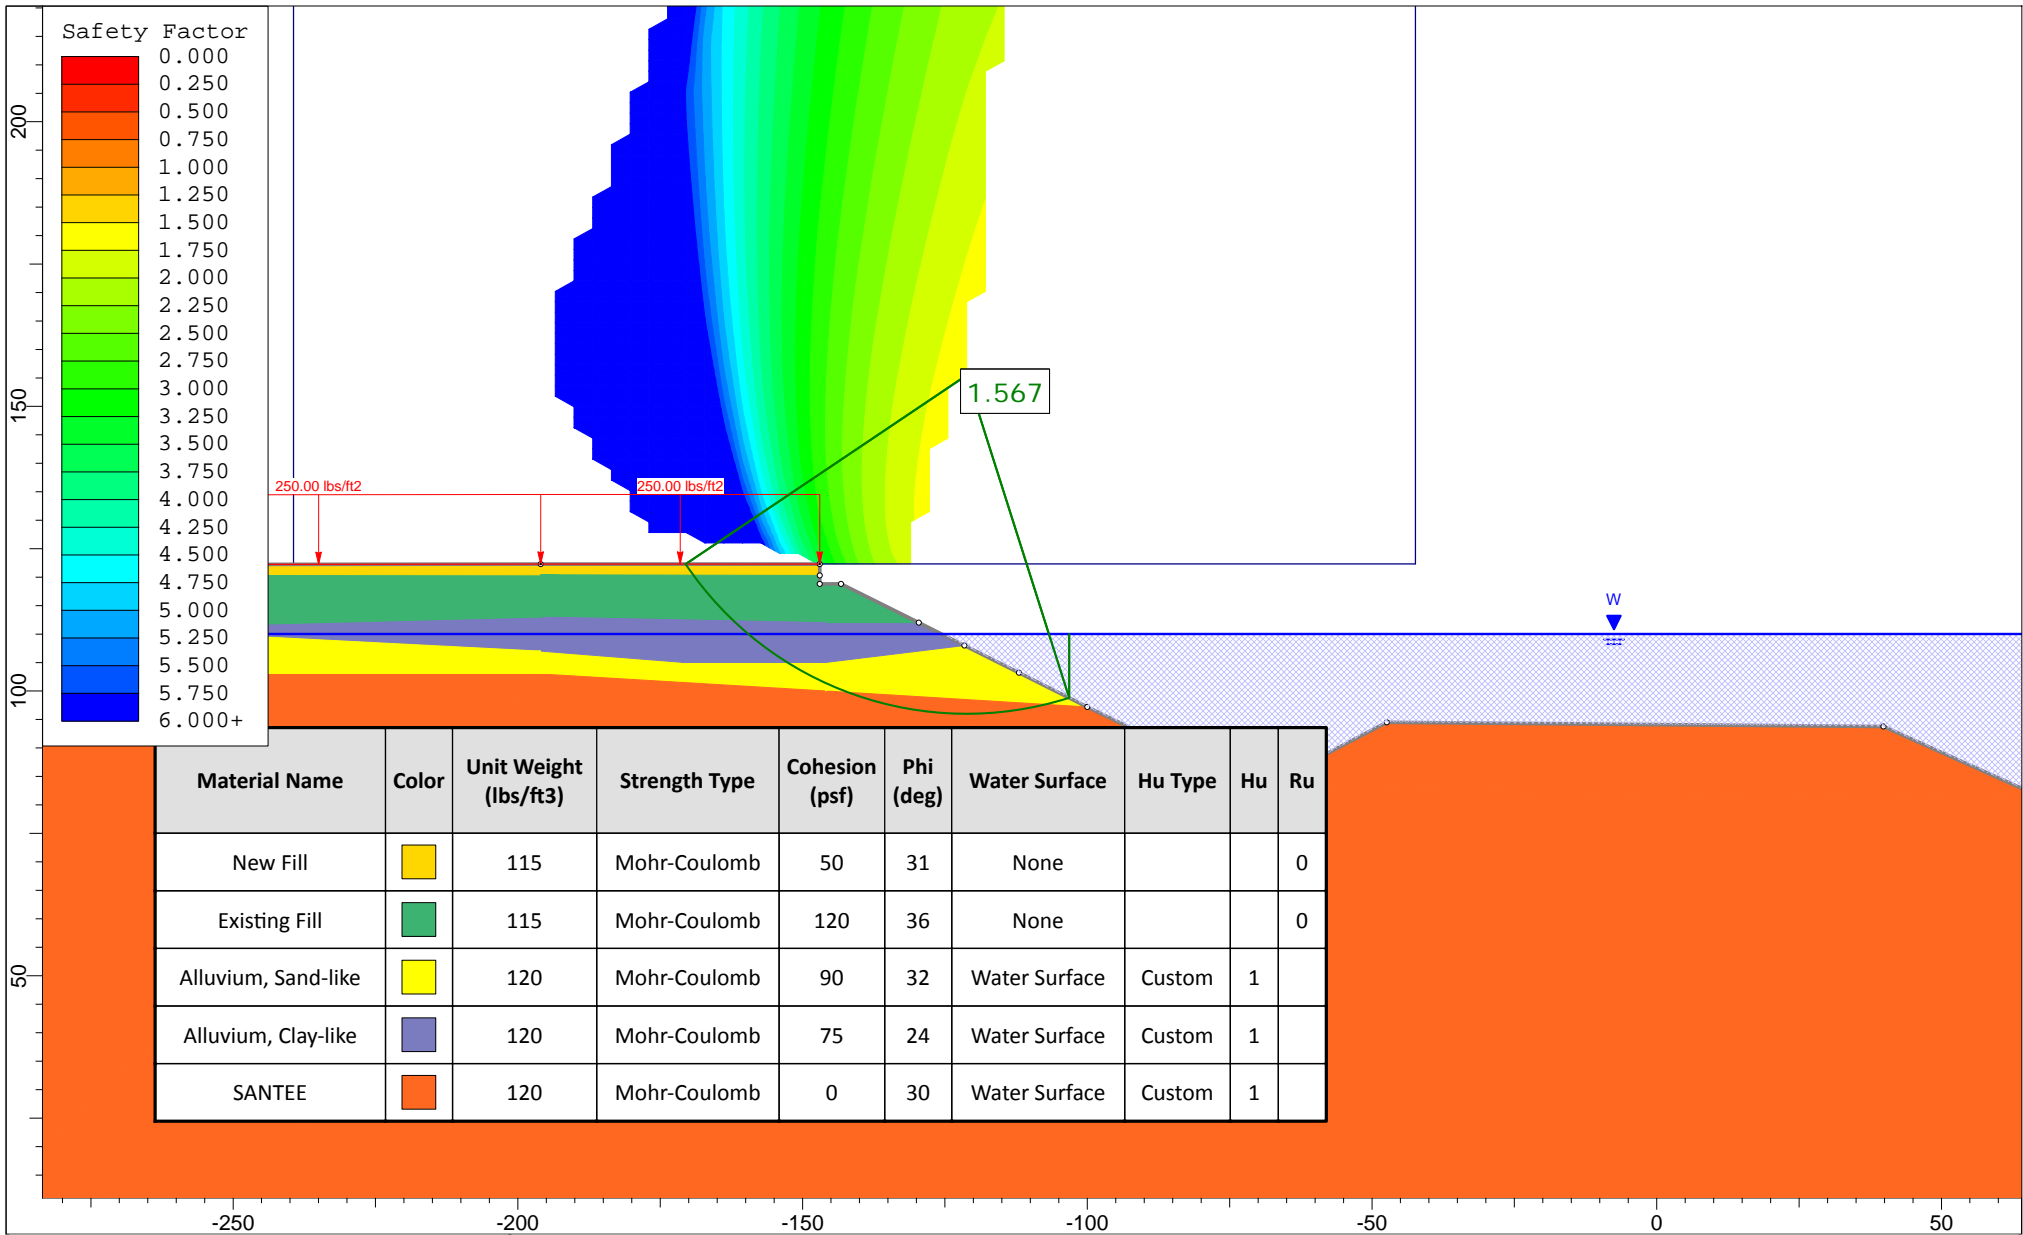 Safety Factor
0.000
0.250
0.500
0.750
1.000
1.250
1.500
1.750
2.000
2.250
2.500
2.750
3.000
3.250
3.500
3.750
4.000
4.250
4.500
4.750
5.000
5.250
5.500
5.750
6.000+
200
150
100
50
1.567
250.00 lbs/ft2
250.00 lbs/ft2
W
Material Name Color Unit Weight (lbs/ft3) Strength Type Cohesion (psf) Phi (deg) Water Surface Hu Type Hu Ru
New Fill 115 Mohr-Coulomb 50 31 None 0
Existing Fill 115 Mohr-Coulomb 120 36 None 0
Alluvium, Sand-like 120 Mohr-Coulomb 90 32 Water Surface Custom 1
Alluvium, Clay-like 120 Mohr-Coulomb 75 24 Water Surface Custom 1
SANTEE 120 Mohr-Coulomb 0 30 Water Surface Custom 1
-250 -200 -150 -100 -50 0 50